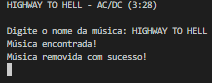 HIGHWAY TO HELL - AC/DC (3:28)
Digite o nome da música: HIGHWAY TO HELL
Música encontrada!
Música removida com sucesso!